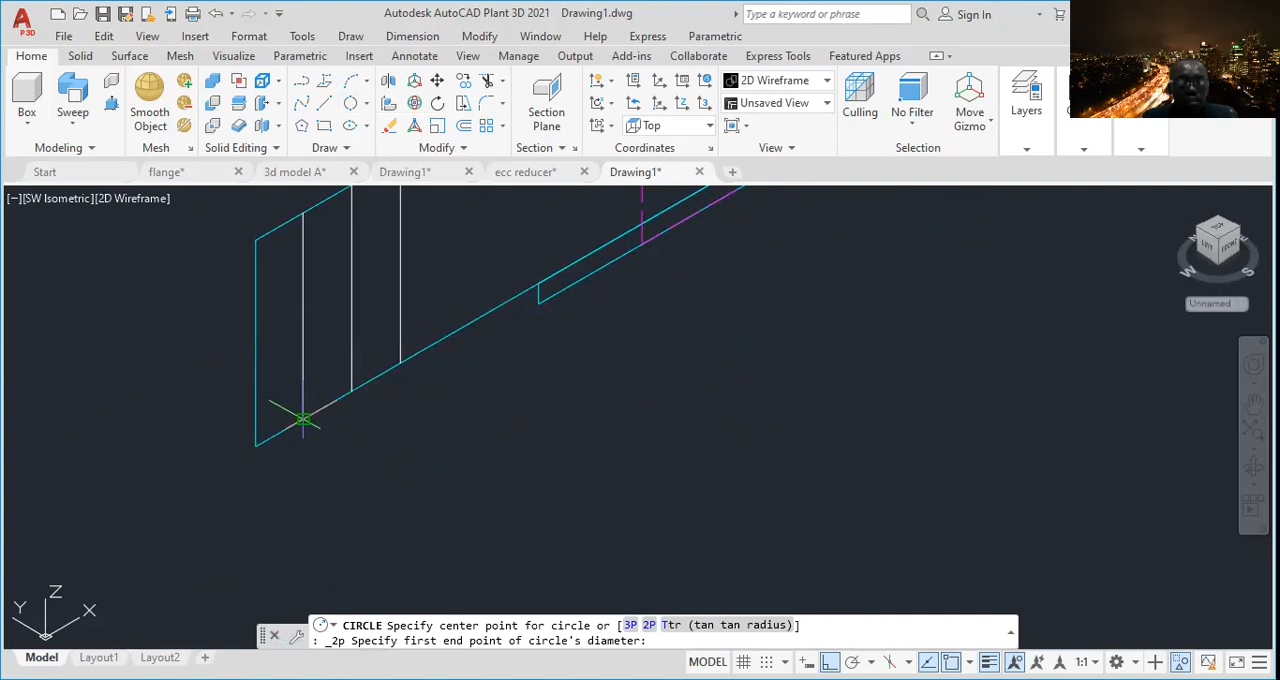 Autodesk AutoCAD Plant 3D 2021 Drawing1.dwg
Type a keyword or phrase
Sign In
P3D
File Edit View Insert Format Tools Draw Dimension Modify Window Help Express Parametric
Home Solid Surface Mesh Visualize Parametric Insert Annotate View Manage Output Add-ins Collaborate Express Tools Featured Apps
Box
Sweep
Smooth
Object
Section
Plane
2D Wireframe
Unsaved View
Top
Culling
No Filter
Move
Gizmo
Layers
Modeling
Mesh
Solid Editing
Draw
Modify
Section
Coordinates
View
Selection
Start
flange*
3d model A*
Drawing1*
ecc reducer*
Drawing1*
[−][SW Isometric][2D Wireframe]
TOP
LEFT
FRONT
W
S
Unnamed
Z
Y
X
CIRCLE Specify center point for circle or [3P 2P Ttr (tan tan radius)]
: _2p Specify first end point of circle's diameter:
Model Layout1 Layout2
MODEL
1:1